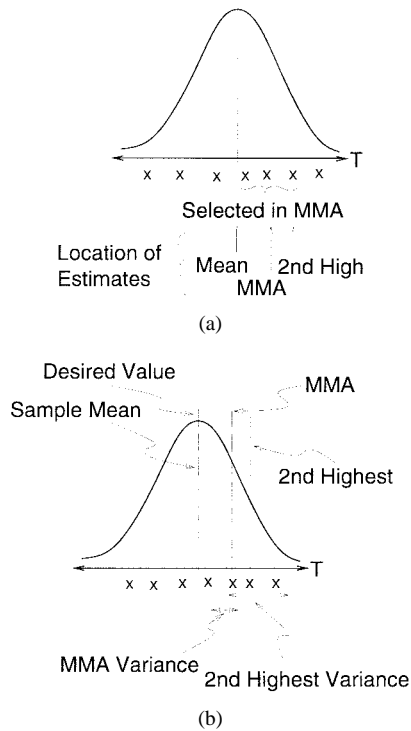 T
x x x x x x x
Selected in MMA
Location of
Estimates
Mean
2nd High
MMA
(a)
Desired Value
MMA
Sample Mean
2nd Highest
T
x x x x x x x
MMA Variance
2nd Highest Variance
(b)